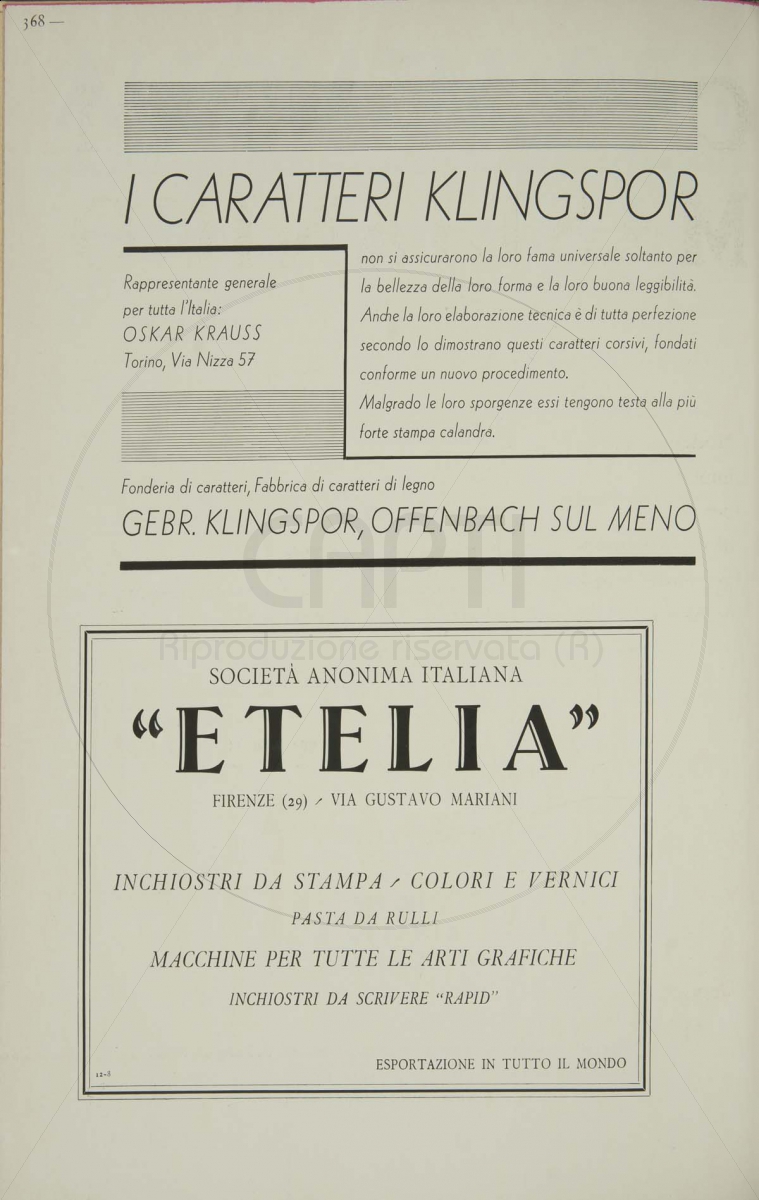 368 —
I CARATTERI KLINGSPOR
Rappresentante generale
per tutta l'Italia:
OSKAR KRAUSS
Torino, Via Nizza 57
non si assicurarono la loro fama universale soltanto per
la bellezza della loro forma e la loro buona leggibilità.
Anche la loro elaborazione tecnica è di tutta perfezione
secondo lo dimostrano questi caratteri corsivi, fondati
conforme un nuovo procedimento.
Malgrado le loro sporgenze essi tengono testa alla più
forte stampa calandra.
Fonderia di caratteri, Fabbrica di caratteri di legno
GEBR. KLINGSPOR, OFFENBACH SUL MENO
CAPTI
Riproduzione riservata (R)
SOCIETÀ ANONIMA ITALIANA
“ETELIA”
FIRENZE (29) / VIA GUSTAVO MARIANI
INCHIOSTRI DA STAMPA / COLORI E VERNICI
PASTA DA RULLI
MACCHINE PER TUTTE LE ARTI GRAFICHE
INCHIOSTRI DA SCRIVERE “RAPID”
ESPORTAZIONE IN TUTTO IL MONDO
12-8